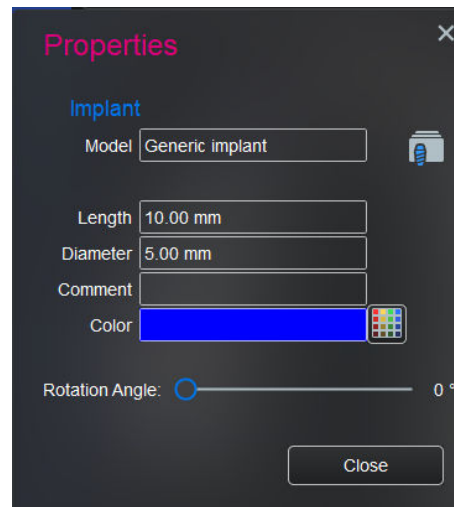 Properties
Implant
Model Generic implant
Length 10.00 mm
Diameter 5.00 mm
Comment
Color
Rotation Angle: 0 °
Close